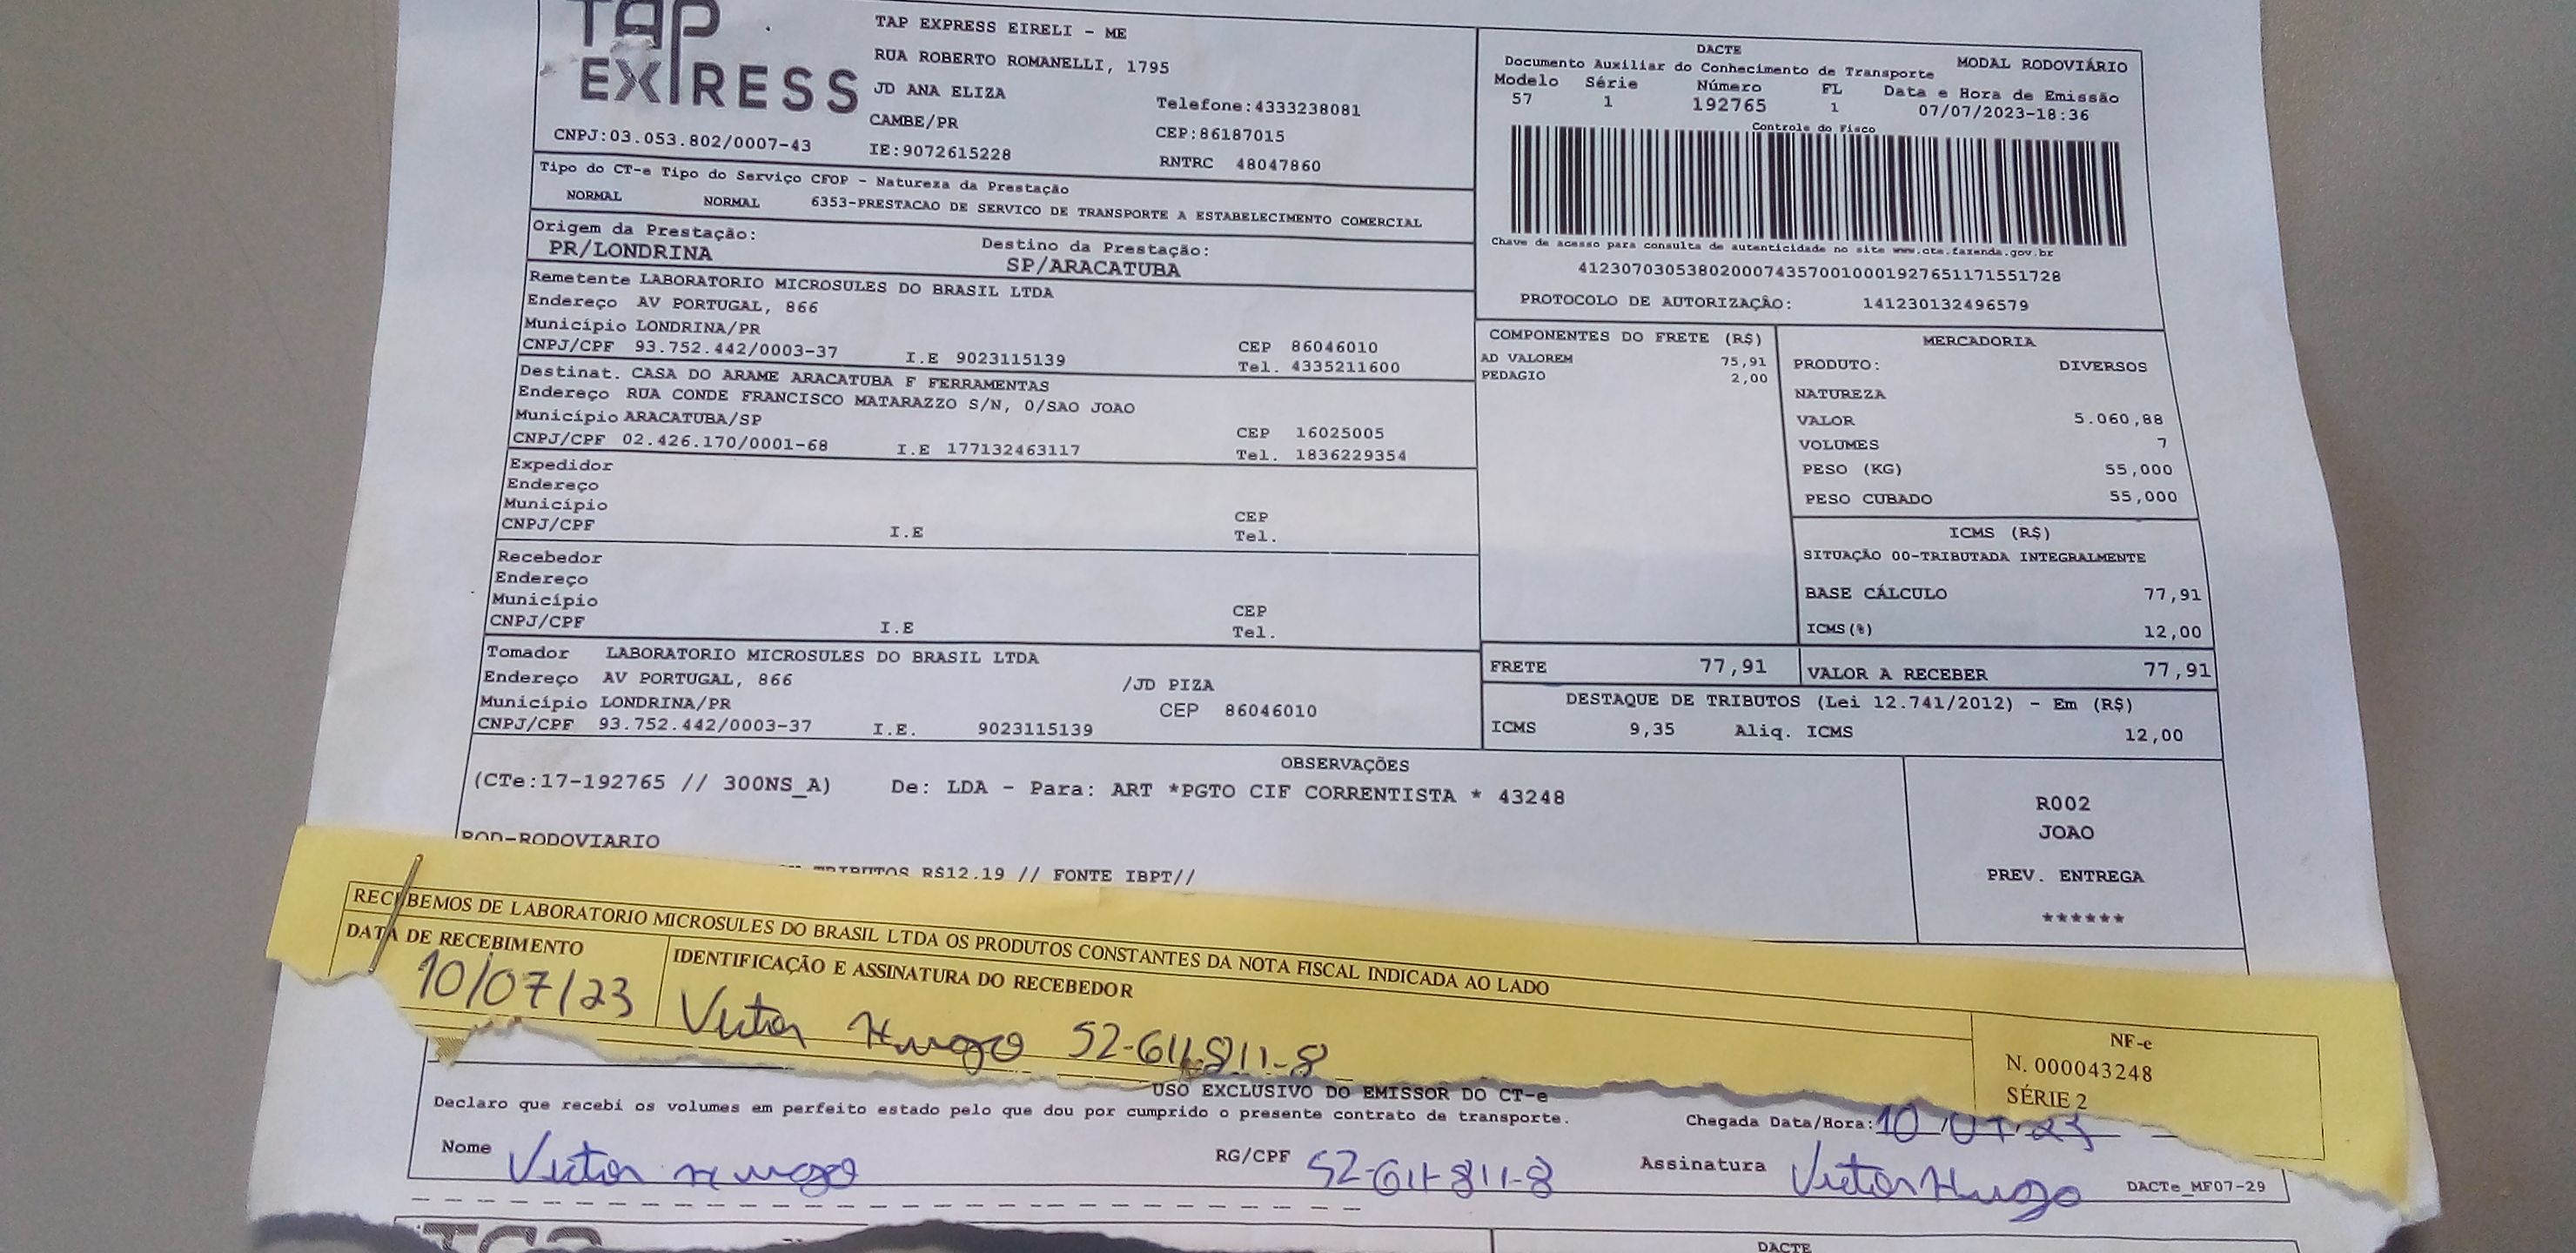 TAP EXPRESS
TAP EXPRESS EIRELI - ME
RUA ROBERTO ROMANELLI, 1795
JD ANA ELIZA
Telefone:4333238081
CAMBE/PR
CEP:86187015
CNPJ:03.053.802/0007-43
IE:9072615228
RNTRC 48047860
DACTE
MODAL RODOVIÁRIO
Documento Auxiliar do Conhecimento de Transporte
Modelo Série Número FL Data e Hora de Emissão
57 1 192765 1 07/07/2023-18:36
Controle do Fisco
Chave de acesso para consulta de autenticidade no site www.cte.fazenda.gov.br
41230703053802000743570010001927651171551728
PROTOCOLO DE AUTORIZAÇÃO: 141230132496579
Tipo do CT-e Tipo do Serviço CFOP - Natureza da Prestação
NORMAL NORMAL 6353-PRESTACAO DE SERVICO DE TRANSPORTE A ESTABELECIMENTO COMERCIAL
Origem da Prestação: Destino da Prestação:
PR/LONDRINA SP/ARACATUBA
Remetente LABORATORIO MICROSULES DO BRASIL LTDA
Endereço AV PORTUGAL, 866
Município LONDRINA/PR CEP 86046010
CNPJ/CPF 93.752.442/0003-37 I.E 9023115139 Tel. 4335211600
Destinat. CASA DO ARAME ARACATUBA F FERRAMENTAS
Endereço RUA CONDE FRANCISCO MATARAZZO S/N, 0/SAO JOAO
Município ARACATUBA/SP CEP 16025005
CNPJ/CPF 02.426.170/0001-68 I.E 177132463117 Tel. 1836229354
Expedidor
Endereço
Município CEP
CNPJ/CPF I.E Tel.
Recebedor
Endereço
Município CEP
CNPJ/CPF I.E Tel.
Tomador LABORATORIO MICROSULES DO BRASIL LTDA
Endereço AV PORTUGAL, 866 /JD PIZA
Município LONDRINA/PR CEP 86046010
CNPJ/CPF 93.752.442/0003-37 I.E. 9023115139
COMPONENTES DO FRETE (R$)
AD VALOREM 75,91
PEDAGIO 2,00
MERCADORIA
PRODUTO: DIVERSOS
NATUREZA
VALOR 5.060,88
VOLUMES 7
PESO (KG) 55,000
PESO CUBADO 55,000
ICMS (R$)
SITUAÇÃO 00-TRIBUTADA INTEGRALMENTE
BASE CÁLCULO 77,91
ICMS(%) 12,00
FRETE 77,91 VALOR A RECEBER 77,91
DESTAQUE DE TRIBUTOS (Lei 12.741/2012) - Em (R$)
ICMS 9,35 Aliq. ICMS 12,00
OBSERVAÇÕES
(CTe:17-192765 // 300NS_A) De: LDA - Para: ART *PGTO CIF CORRENTISTA * 43248
ROD-RODOVIARIO
TRIBUTOS R$12.19 // FONTE IBPT//
R002
JOAO
PREV. ENTREGA
******
RECEBEMOS DE LABORATORIO MICROSULES DO BRASIL LTDA OS PRODUTOS CONSTANTES DA NOTA FISCAL INDICADA AO LADO
DATA DE RECEBIMENTO IDENTIFICAÇÃO E ASSINATURA DO RECEBEDOR
10/07/23 Victor Hugo 52-611-811-8
NF-e
N. 000043248
SÉRIE 2
USO EXCLUSIVO DO EMISSOR DO CT-e
Declaro que recebi os volumes em perfeito estado pelo que dou por cumprido o presente contrato de transporte. Chegada Data/Hora: 10/07/23
Nome Victor Hugo RG/CPF 52-611-811-8 Assinatura Victor Hugo
DACTe_MF07-29
DACTE